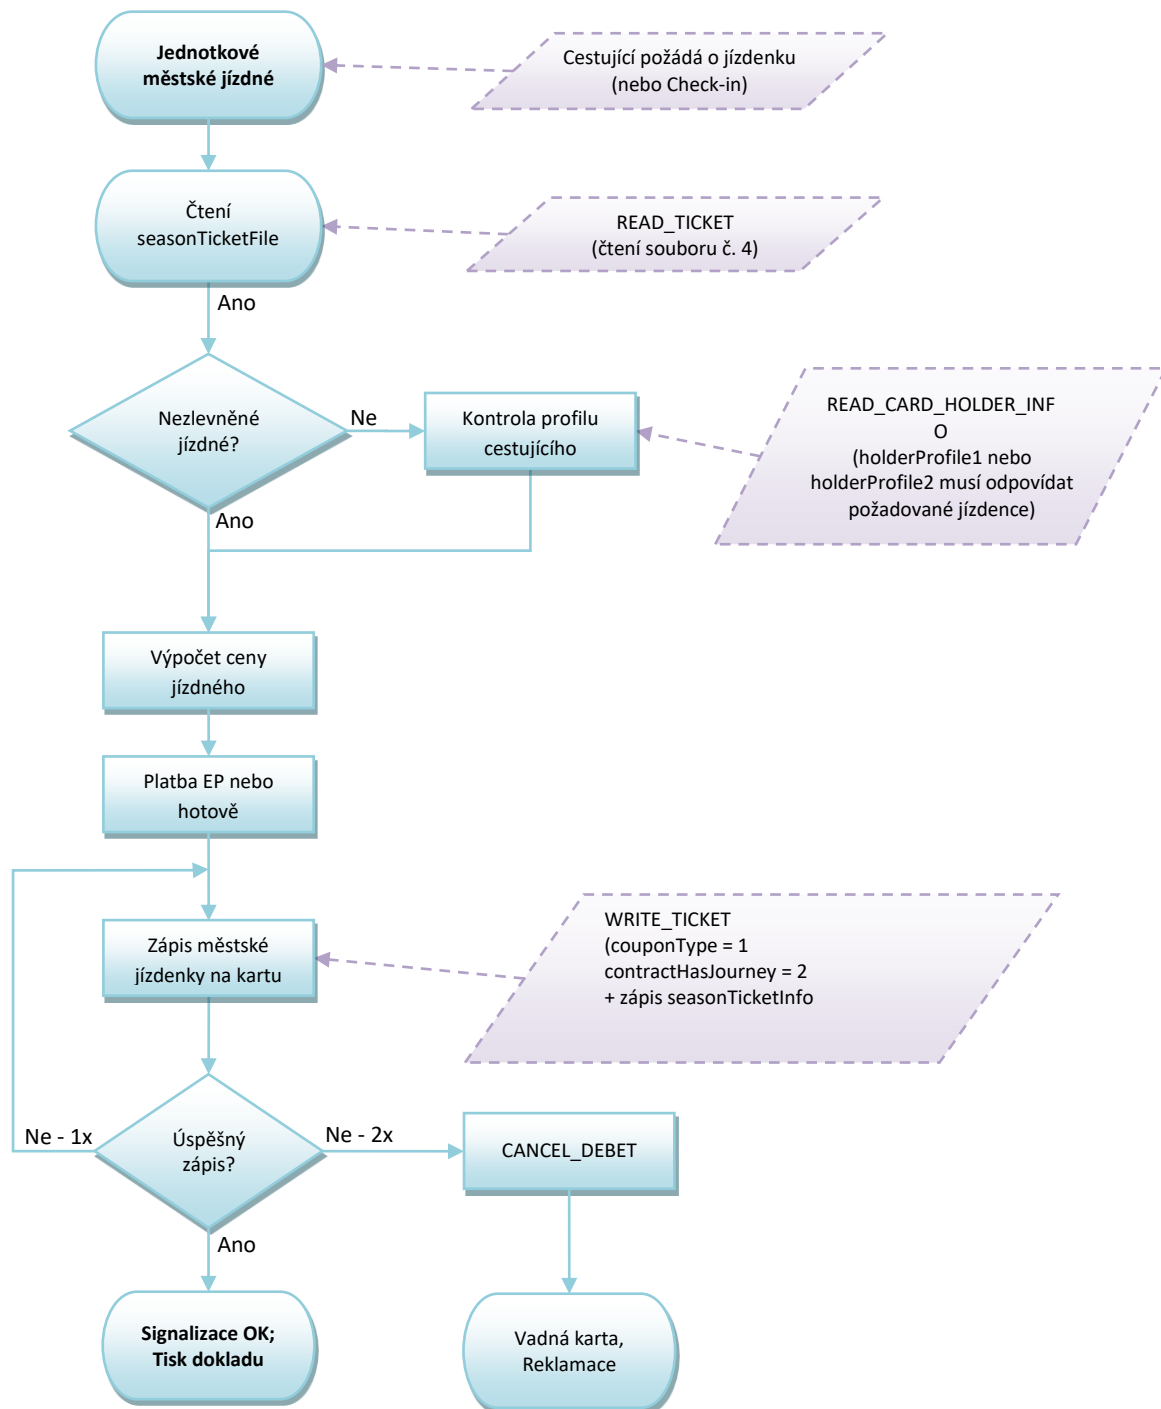 Jednotkové
městské jízdné
Cestující požádá o jízdenku
(nebo Check-in)
Čtení
seasonTicketFile
READ_TICKET
(čtení souboru č. 4)
Ano
Nezlevněné
jízdné?
Ne
Kontrola profilu
cestujícího
READ_CARD_HOLDER_INF
O
(holderProfile1 nebo
holderProfile2 musí odpovídat
požadované jízdence)
Ano
Výpočet ceny
jízdného
Platba EP nebo
hotově
Zápis městské
jízdenky na kartu
WRITE_TICKET
(couponType = 1
contractHasJourney = 2
+ zápis seasonTicketInfo
Ne - 1x
Úspěšný
zápis?
Ne - 2x
CANCEL_DEBET
Ano
Signalizace OK;
Tisk dokladu
Vadná karta,
Reklamace